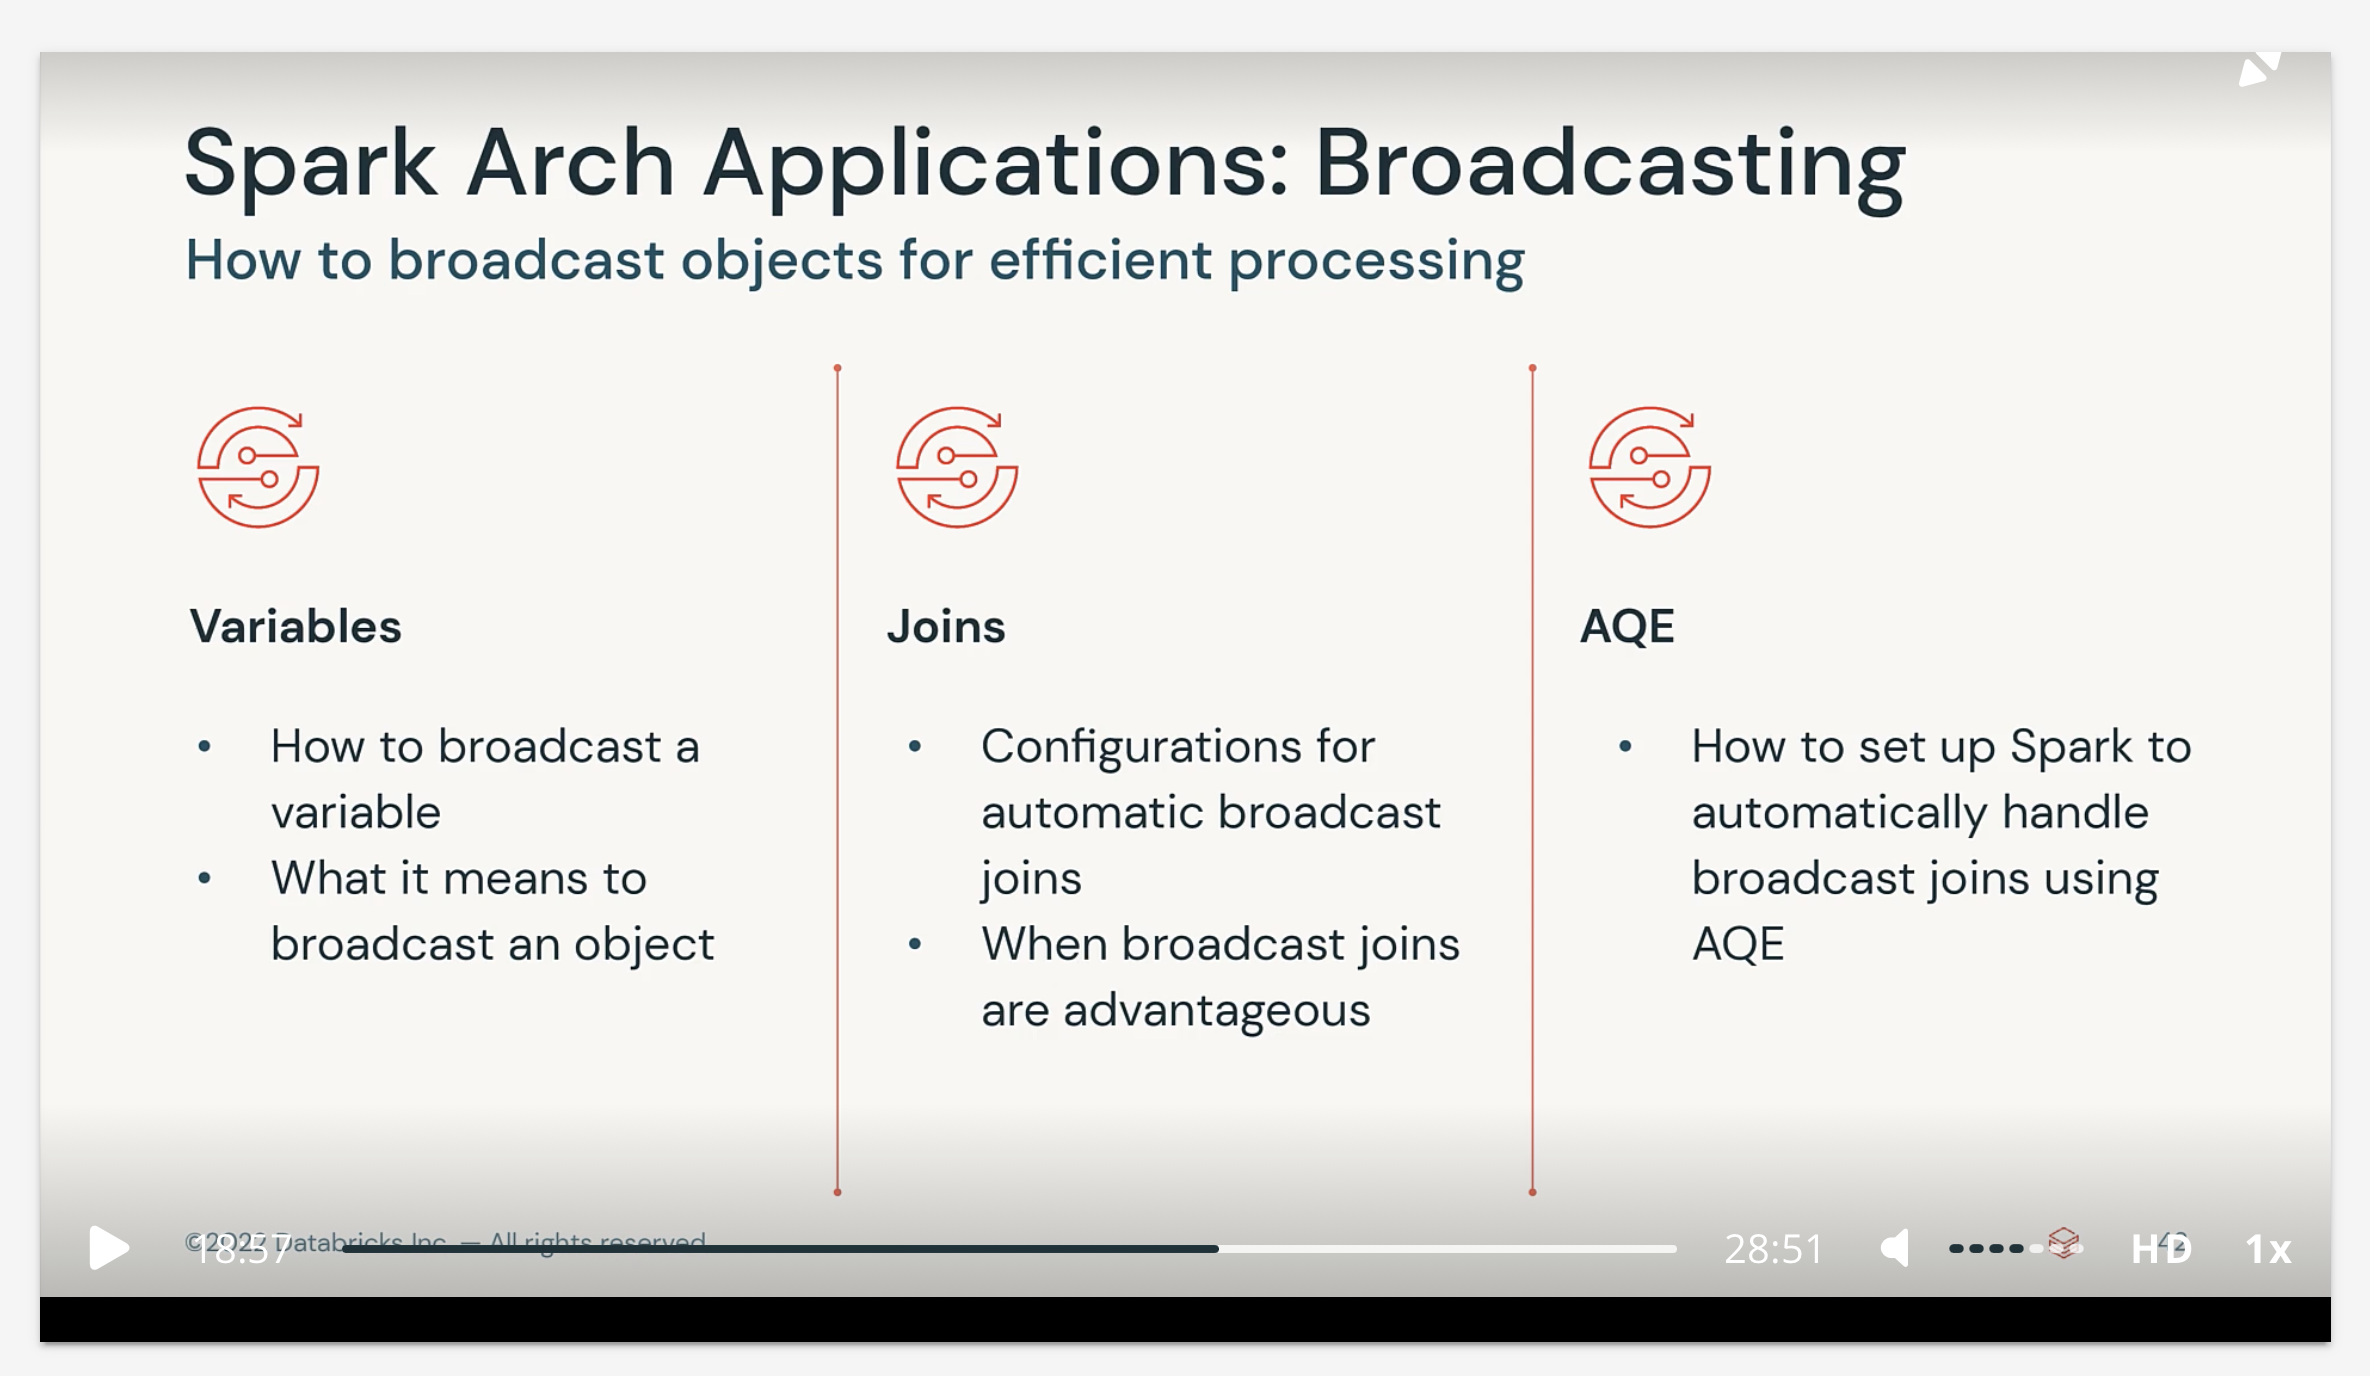 Spark Arch Applications: Broadcasting
How to broadcast objects for efficient processing
Variables
• How to broadcast a
variable
• What it means to
broadcast an object
Joins
• Configurations for
automatic broadcast
joins
• When broadcast joins
are advantageous
AQE
• How to set up Spark to
automatically handle
broadcast joins using
AQE
©2022 Databricks Inc. — All rights reserved
42
18:57
28:51
HD
1x